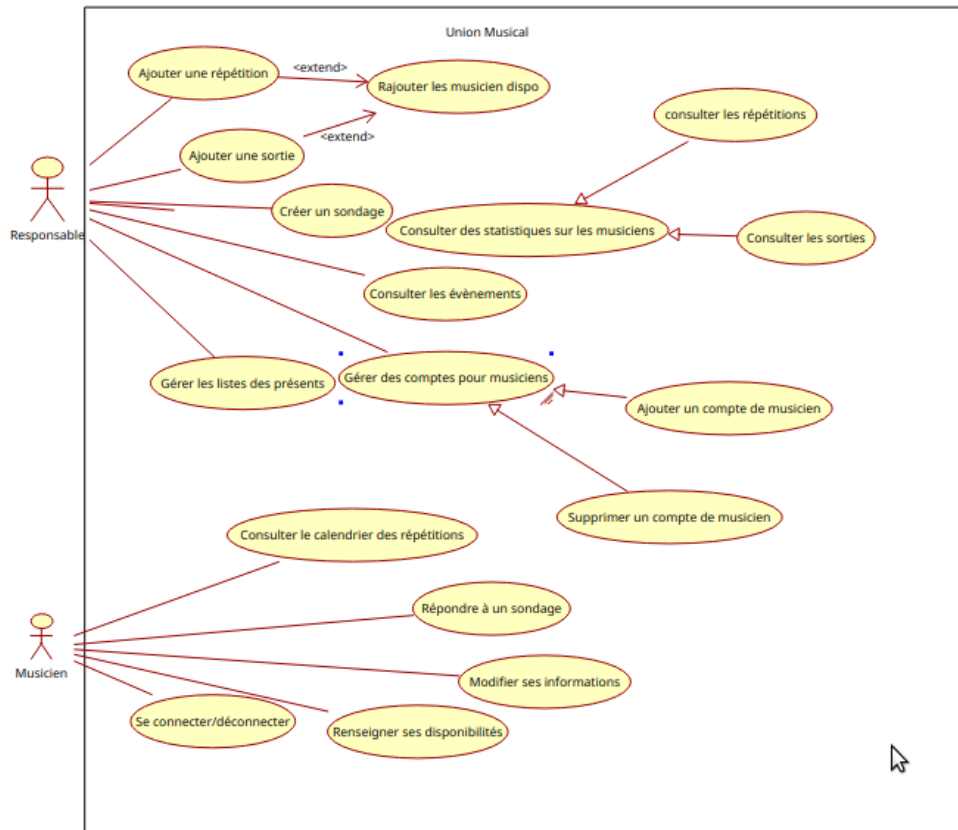 Union Musical
Ajouter une répétition
<extend>
Rajouter les musicien dispo
consulter les répétitions
<extend>
Ajouter une sortie
Responsable
Créer un sondage
Consulter des statistiques sur les musiciens
Consulter les sorties
Consulter les évènements
Gérer les listes des présents
Gérer des comptes pour musiciens
Ajouter un compte de musicien
Supprimer un compte de musicien
Consulter le calendrier des répétitions
Répondre à un sondage
Musicien
Modifier ses informations
Se connecter/déconnecter
Renseigner ses disponibilités